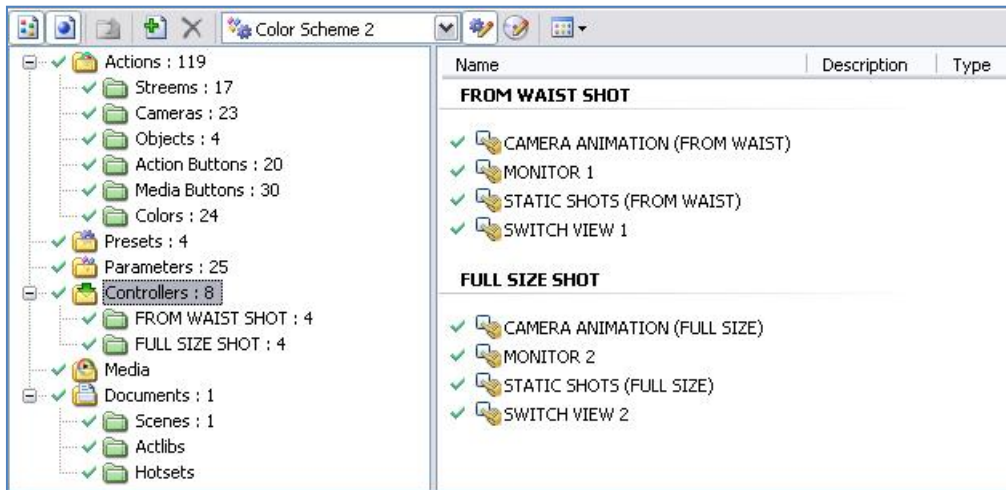 Color Scheme 2
Actions : 119
Streems : 17
Cameras : 23
Objects : 4
Action Buttons : 20
Media Buttons : 30
Colors : 24
Presets : 4
Parameters : 25
Controllers : 8
FROM WAIST SHOT : 4
FULL SIZE SHOT : 4
Media
Documents : 1
Scenes : 1
Actlibs
Hotsets
Name Description Type
FROM WAIST SHOT
CAMERA ANIMATION (FROM WAIST)
MONITOR 1
STATIC SHOTS (FROM WAIST)
SWITCH VIEW 1
FULL SIZE SHOT
CAMERA ANIMATION (FULL SIZE)
MONITOR 2
STATIC SHOTS (FULL SIZE)
SWITCH VIEW 2